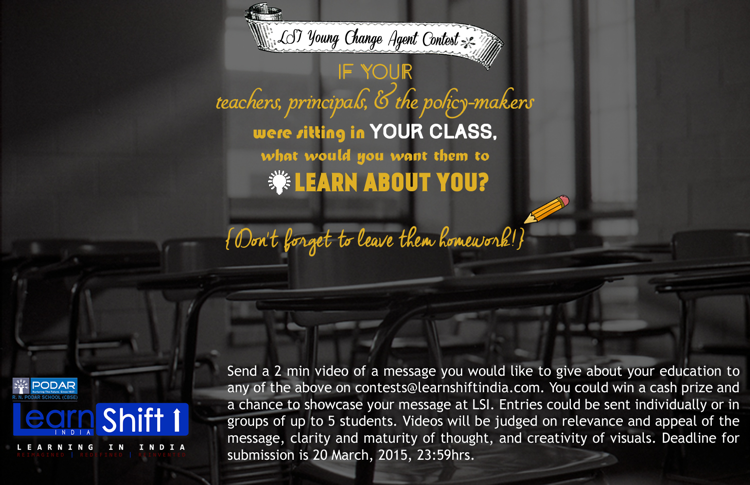 LSI Young Change Agent Contest
IF YOUR
teachers, principals, & the policy-makers
were sitting in YOUR CLASS,
what would you want them to
LEARN ABOUT YOU?
{Don't forget to leave them homework!}
Send a 2 min video of a message you would like to give about your education to
any of the above on contests@learnshiftindia.com. You could win a cash prize and
a chance to showcase your message at LSI. Entries could be sent individually or in
groups of up to 5 students. Videos will be judged on relevance and appeal of the
message, clarity and maturity of thought, and creativity of visuals. Deadline for
submission is 20 March, 2015, 23:59hrs.
PODAR
R. N. PODAR SCHOOL (CBSE)
Learn Shift
INDIA
LEARNING IN INDIA